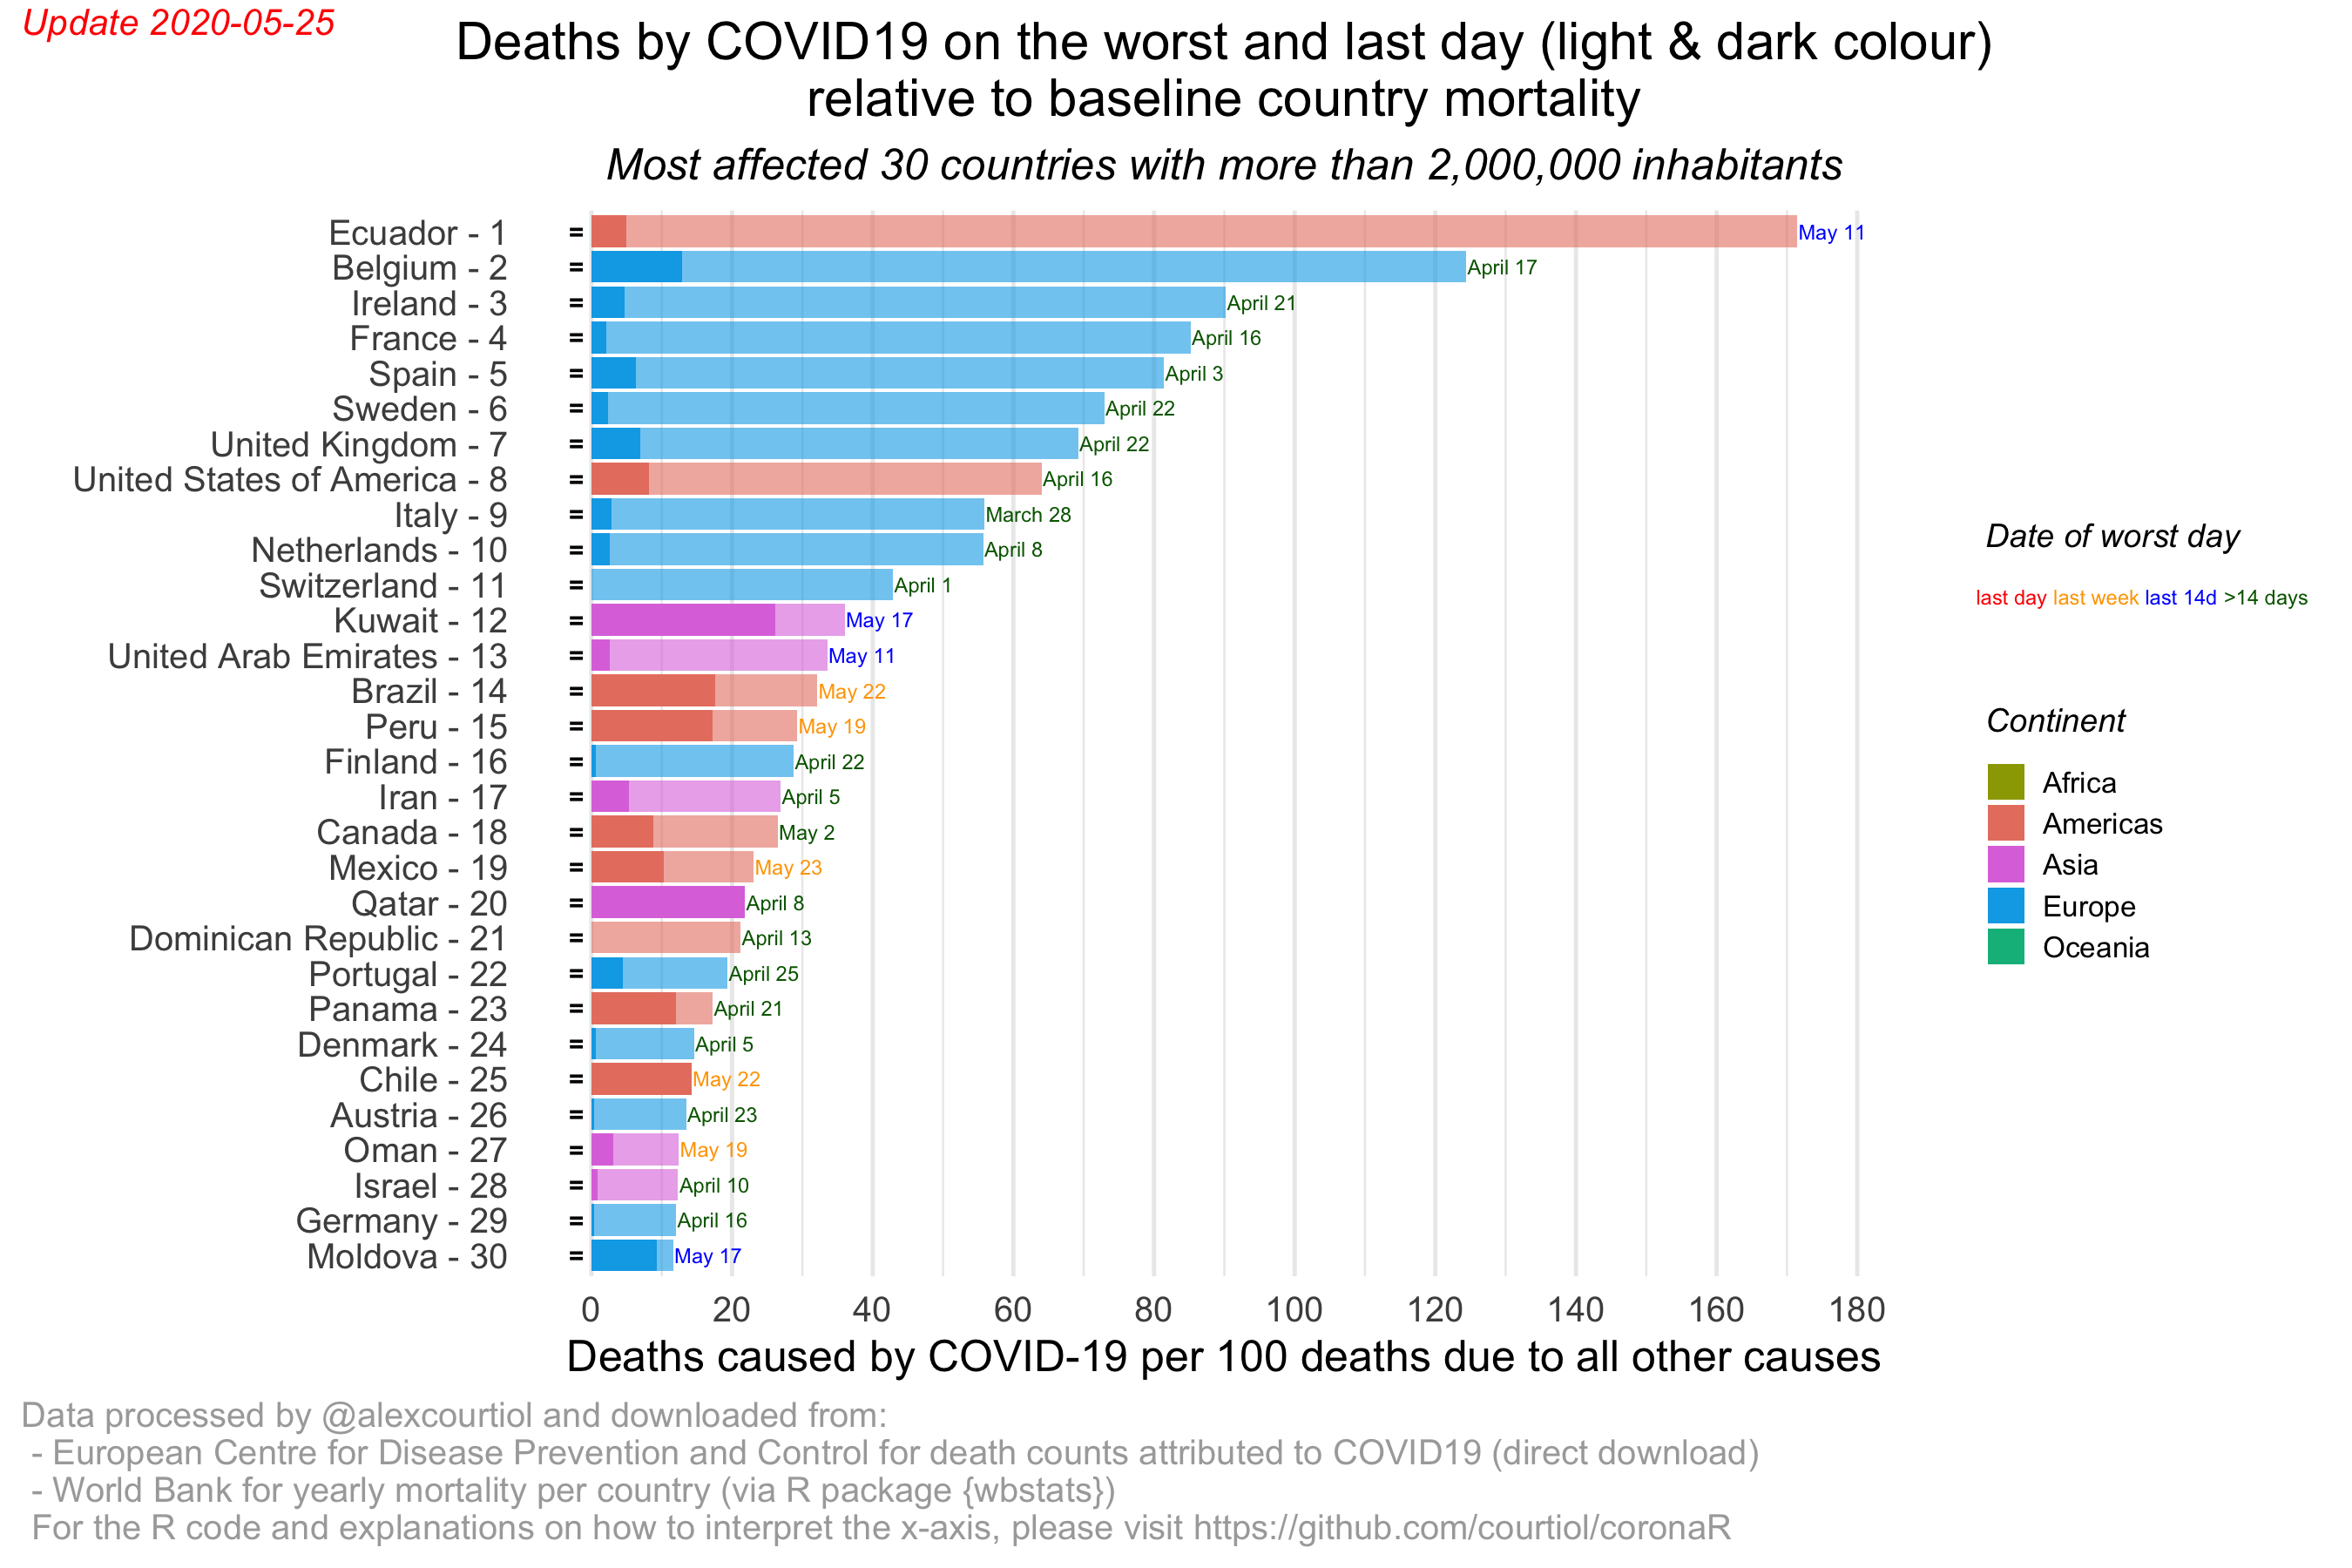 Update 2020-05-25
Deaths by COVID19 on the worst and last day (light & dark colour)
relative to baseline country mortality
Most affected 30 countries with more than 2,000,000 inhabitants
Ecuador - 1 = May 11
Belgium - 2 = April 17
Ireland - 3 = April 21
France - 4 = April 16
Spain - 5 = April 3
Sweden - 6 = April 22
United Kingdom - 7 = April 22
United States of America - 8 = April 16
Italy - 9 = March 28
Netherlands - 10 = April 8
Switzerland - 11 = April 1
Kuwait - 12 = May 17
United Arab Emirates - 13 = May 11
Brazil - 14 = May 22
Peru - 15 = May 19
Finland - 16 = April 22
Iran - 17 = April 5
Canada - 18 = May 2
Mexico - 19 = May 23
Qatar - 20 = April 8
Dominican Republic - 21 = April 13
Portugal - 22 = April 25
Panama - 23 = April 21
Denmark - 24 = April 5
Chile - 25 = May 22
Austria - 26 = April 23
Oman - 27 = May 19
Israel - 28 = April 10
Germany - 29 = April 16
Moldova - 30 = May 17
0 20 40 60 80 100 120 140 160 180
Deaths caused by COVID-19 per 100 deaths due to all other causes
Date of worst day
last day last week last 14d >14 days
Continent
Africa
Americas
Asia
Europe
Oceania
Data processed by @alexcourtiol and downloaded from:
- European Centre for Disease Prevention and Control for death counts attributed to COVID19 (direct download)
- World Bank for yearly mortality per country (via R package {wbstats})
For the R code and explanations on how to interpret the x-axis, please visit https://github.com/courtiol/coronaR